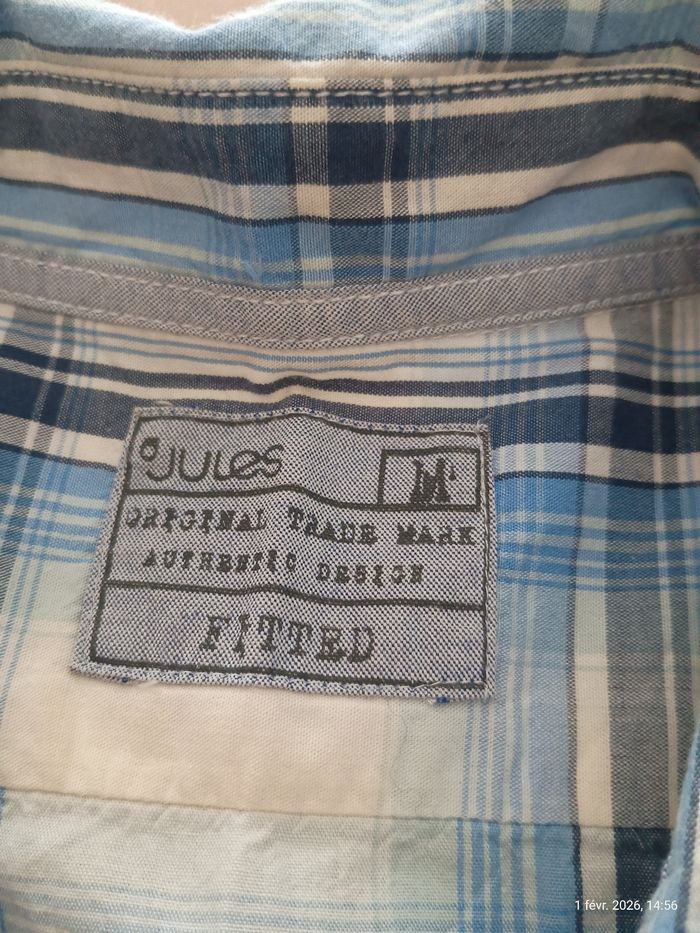 JULES
M
ORIGINAL TRADE MARK
AUTHENTIC DESIGN
FITTED
1 févr. 2026, 14:56